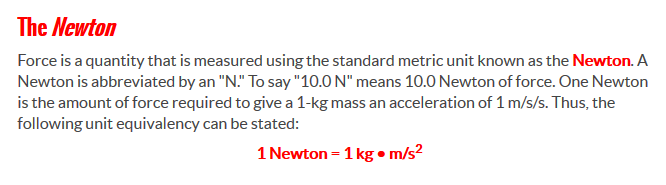 The Newton
Force is a quantity that is measured using the standard metric unit known as the Newton. A
Newton is abbreviated by an "N." To say "10.0 N" means 10.0 Newton of force. One Newton
is the amount of force required to give a 1-kg mass an acceleration of 1 m/s/s. Thus, the
following unit equivalency can be stated:
1 Newton = 1 kg • m/s²